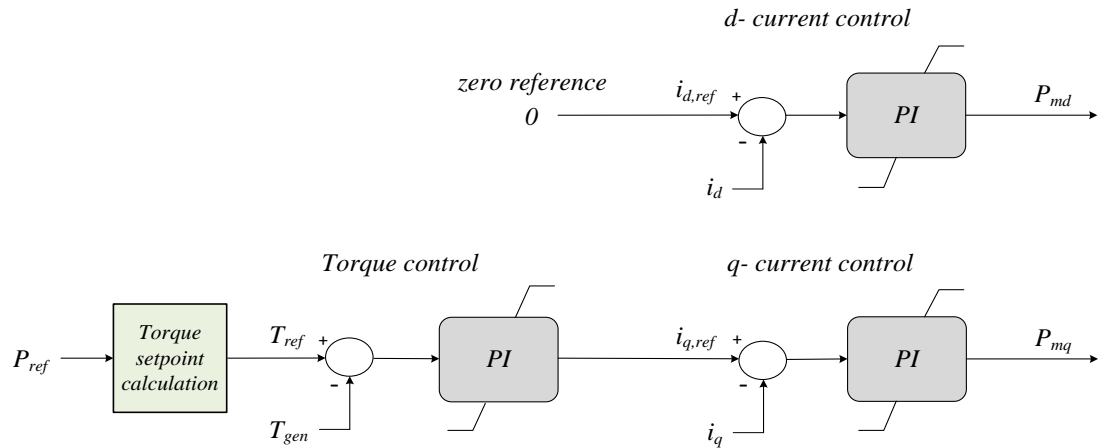 d- current control
zero reference
0
i_d,ref
+
-
PI
P_md
i_d
Torque control
q- current control
P_ref
Torque
setpoint
calculation
T_ref
+
-
PI
i_q,ref
+
-
PI
P_mq
T_gen
i_q